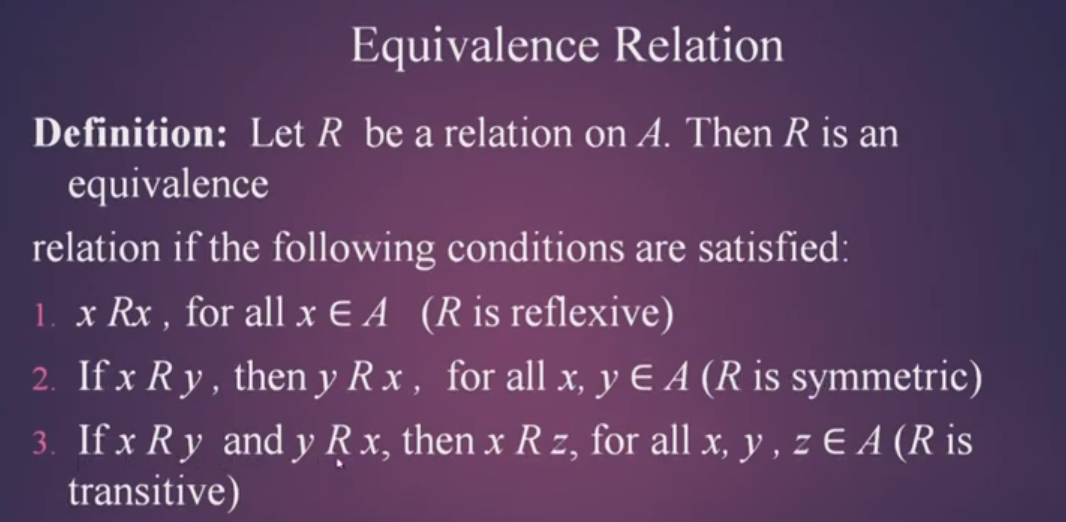 Equivalence Relation
Definition: Let R be a relation on A. Then R is an
equivalence
relation if the following conditions are satisfied:
1. x Rx , for all x ∈ A (R is reflexive)
2. If x R y , then y R x , for all x, y ∈ A (R is symmetric)
3. If x R y and y R x, then x R z, for all x, y , z ∈ A (R is
transitive)